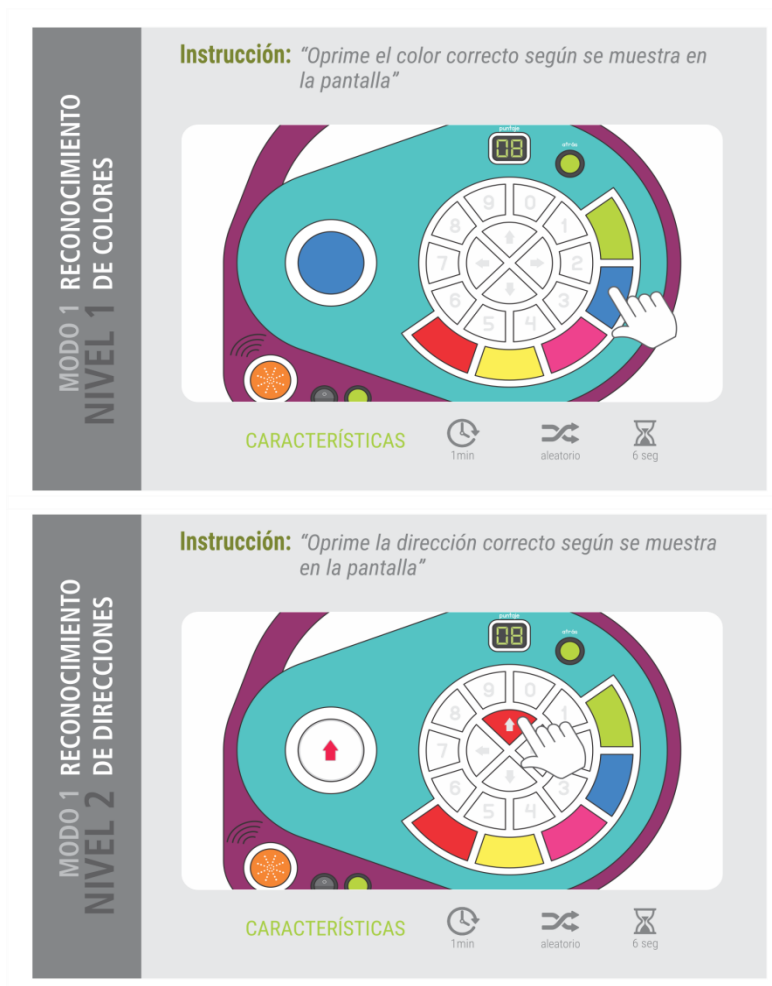 MODO 1 RECONOCIMIENTO
NIVEL 1 DE COLORES
Instrucción: “Oprime el color correcto según se muestra en
la pantalla”
puntaje
08
atrás
9 0
8 1
7 2
6 3
5 4
CARACTERÍSTICAS
1min
aleatorio
6 seg
MODO 1 RECONOCIMIENTO
NIVEL 2 DE DIRECCIONES
Instrucción: “Oprime la dirección correcto según se muestra
en la pantalla”
puntaje
08
atrás
9 0
8 1
7
6 3
5 4
CARACTERÍSTICAS
1min
aleatorio
6 seg